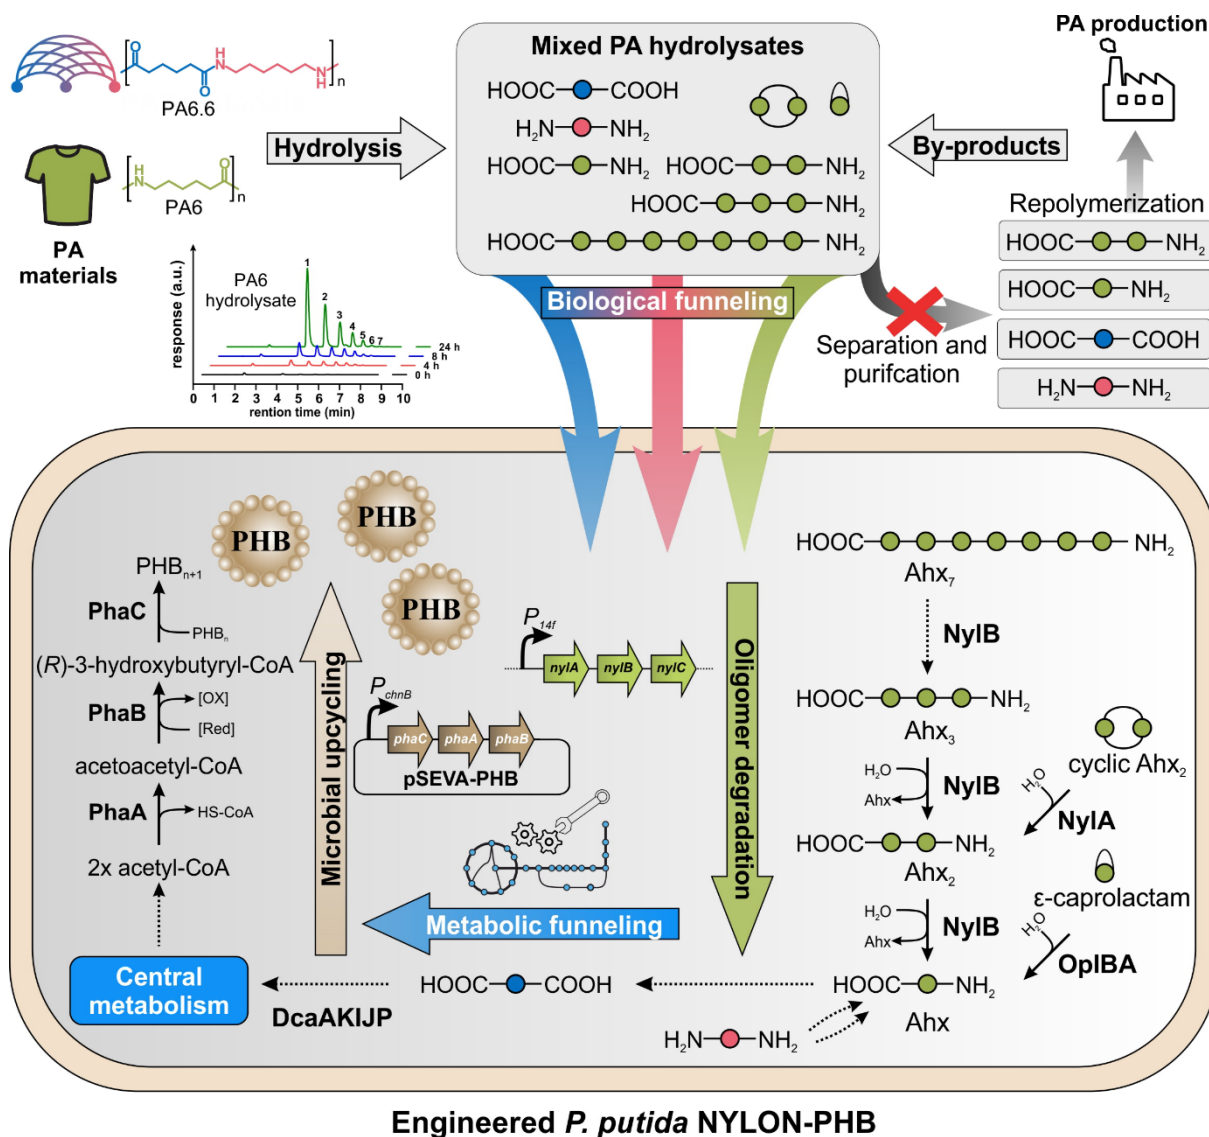 PA6.6
O
O
H
N
N
H
n
PA6
H
N
O
n
PA
materials
Hydrolysis
Mixed PA hydrolysates
HOOC COOH
H2N NH2
HOOC NH2
HOOC NH2
HOOC NH2
HOOC NH2
By-products
PA production
Repolymerization
HOOC NH2
HOOC NH2
HOOC COOH
H2N NH2
Separation and
purifcation
Biological funneling
response (a.u.)
PA6
hydrolysate
1
2
3
4
5
6
7
24 h
8 h
4 h
0 h
0 1 2 3 4 5 6 7 8 9 10
rention time (min)
PHB
PHB
PHB
PHBn+1
PhaC
PHBn
(R)-3-hydroxybutyryl-CoA
PhaB
[OX]
[Red]
acetoacetyl-CoA
PhaA
HS-CoA
2x acetyl-CoA
Central
metabolism
Microbial upcycling
P14f
nylA nylB nylC
PchnB
phaC phaA phaB
pSEVA-PHB
Metabolic funneling
Oligomer degradation
HOOC NH2
Ahx7
NylB
HOOC NH2
Ahx3
H2O
Ahx
NylB
cyclic Ahx2
H2O
NylA
HOOC NH2
Ahx2
ε-caprolactam
H2O
Ahx
NylB
H2O
OplBA
HOOC NH2
Ahx
H2N NH2
HOOC COOH
DcaAKIJP
Engineered P. putida NYLON-PHB